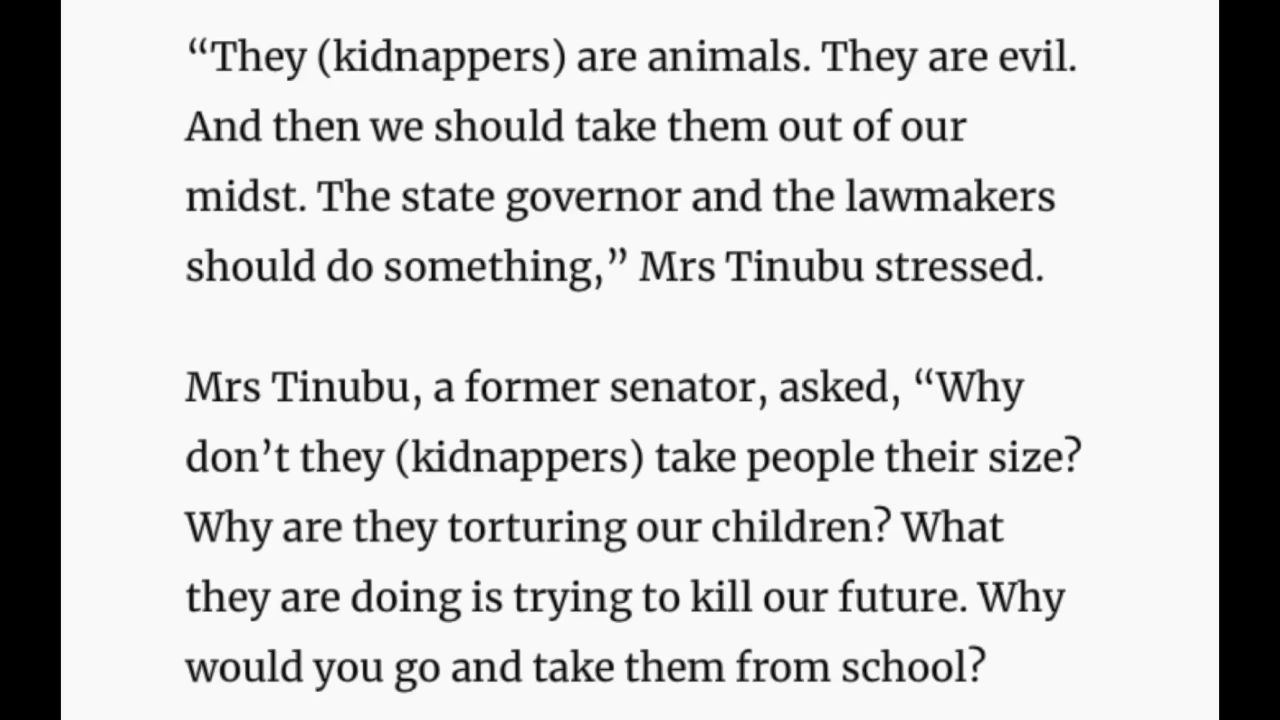 “They (kidnappers) are animals. They are evil.
And then we should take them out of our
midst. The state governor and the lawmakers
should do something,” Mrs Tinubu stressed.
Mrs Tinubu, a former senator, asked, “Why
don’t they (kidnappers) take people their size?
Why are they torturing our children? What
they are doing is trying to kill our future. Why
would you go and take them from school?